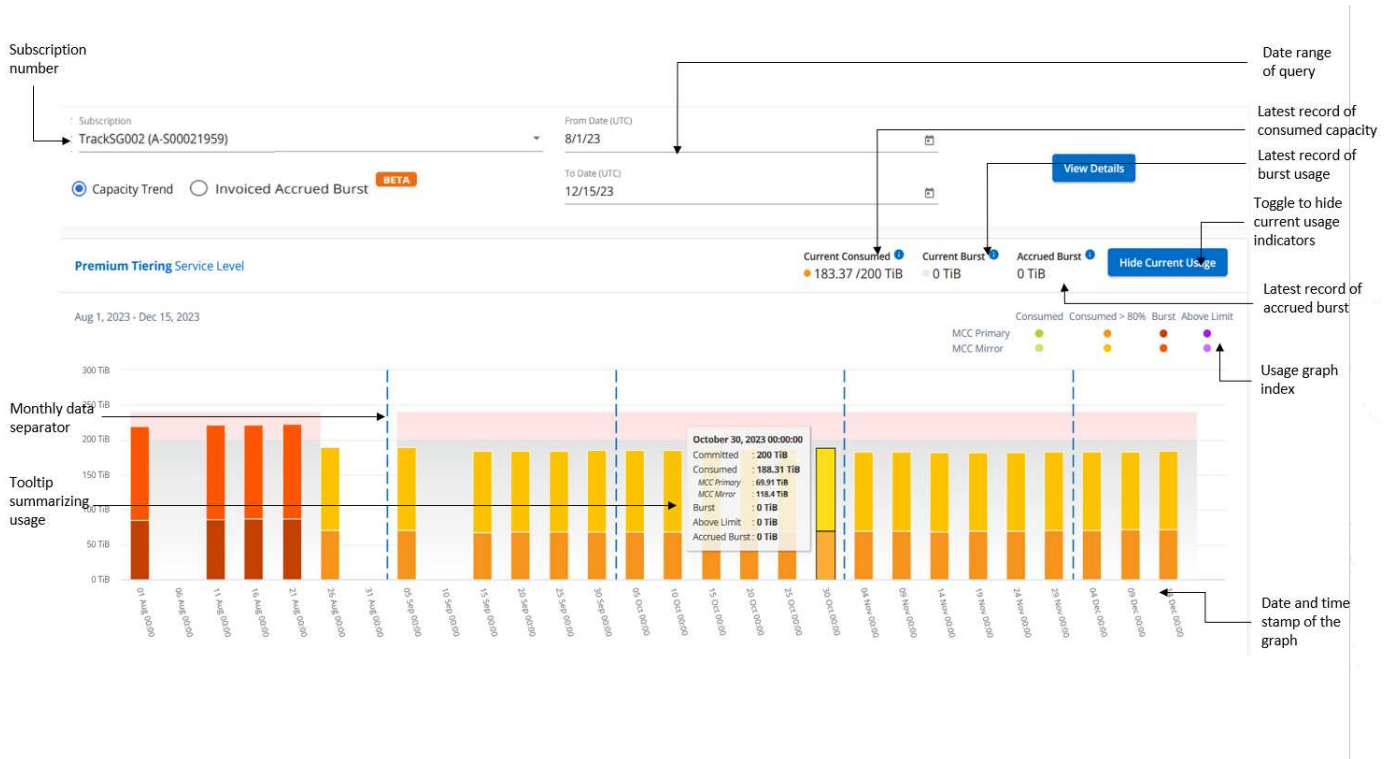 Subscription
number
Date range
of query
Latest record of
consumed capacity
Latest record of
burst usage
Toggle to hide
current usage
indicators
Latest record of
accrued burst
Usage graph
index
Subscription
TrackSG002 (A-S00021959)
From Date (UTC)
8/1/23
To Date (UTC)
12/15/23
View Details
Capacity Trend
Invoiced Accrued Burst
BETA
Premium Tiering Service Level
Current Consumed
183.37 /200 TiB
Current Burst
0 TiB
Accrued Burst
0 TiB
Hide Current Usage
Aug 1, 2023 - Dec 15, 2023
Consumed Consumed > 80% Burst Above Limit
MCC Primary
MCC Mirror
Monthly data
separator
Tooltip
summarizing
usage
300 TiB
250 TiB
200 TiB
150 TiB
100 TiB
50 TiB
0 TiB
October 30, 2023 00:00:00
Committed : 200 TiB
Consumed : 188.31 TiB
MCC Primary : 69.91 TiB
MCC Mirror : 118.4 TiB
Burst : 0 TiB
Above Limit : 0 TiB
Accrued Burst : 0 TiB
01 Aug 00:00
06 Aug 00:00
11 Aug 00:00
16 Aug 00:00
21 Aug 00:00
26 Aug 00:00
31 Aug 00:00
05 Sep 00:00
10 Sep 00:00
15 Sep 00:00
20 Sep 00:00
25 Sep 00:00
30 Sep 00:00
05 Oct 00:00
10 Oct 00:00
15 Oct 00:00
20 Oct 00:00
25 Oct 00:00
30 Oct 00:00
04 Nov 00:00
09 Nov 00:00
14 Nov 00:00
19 Nov 00:00
24 Nov 00:00
29 Nov 00:00
04 Dec 00:00
09 Dec 00:00
Dec 00:00
Date and time
stamp of the
graph